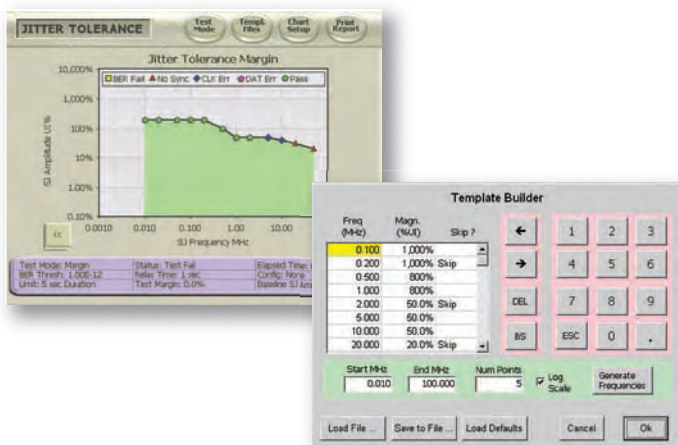 JITTER TOLERANCE
Test Mode
Templ. Files
Chart Setup
Print Report
Jitter Tolerance Margin
BER Fail No Sync CLK Err DAT Err Pass
SJ Amplitude UI%
10,000%
1,000%
100%
10%
1.00%
0.10%
<<
0.0010 0.010 0.100 1.00 10.00
SJ Frequency MHz
Test Mode: Margin
BER Thresh: 1.00E-12
Limit: 5 sec Duration
Status: Test Fail
Relax Time: 1 sec
Test Margin: 0.0%
Elapsed Time:
Config: None
Baseline SJ Am
Template Builder
Freq (MHz) Magn. (%UI) Skip ?
0.100 1,000%
0.200 1,000% Skip
0.500 800%
1.000 800%
2.000 50.0% Skip
5.000 50.0%
10.000 50.0%
20.000 20.0% Skip
← 1 2 3
→ 4 5 6
DEL 7 8 9
BS ESC 0 .
Start MHz End MHz Num Points
0.010 100.000 5
Log Scale
Generate Frequencies
Load File ... Save to File ... Load Defaults Cancel Ok